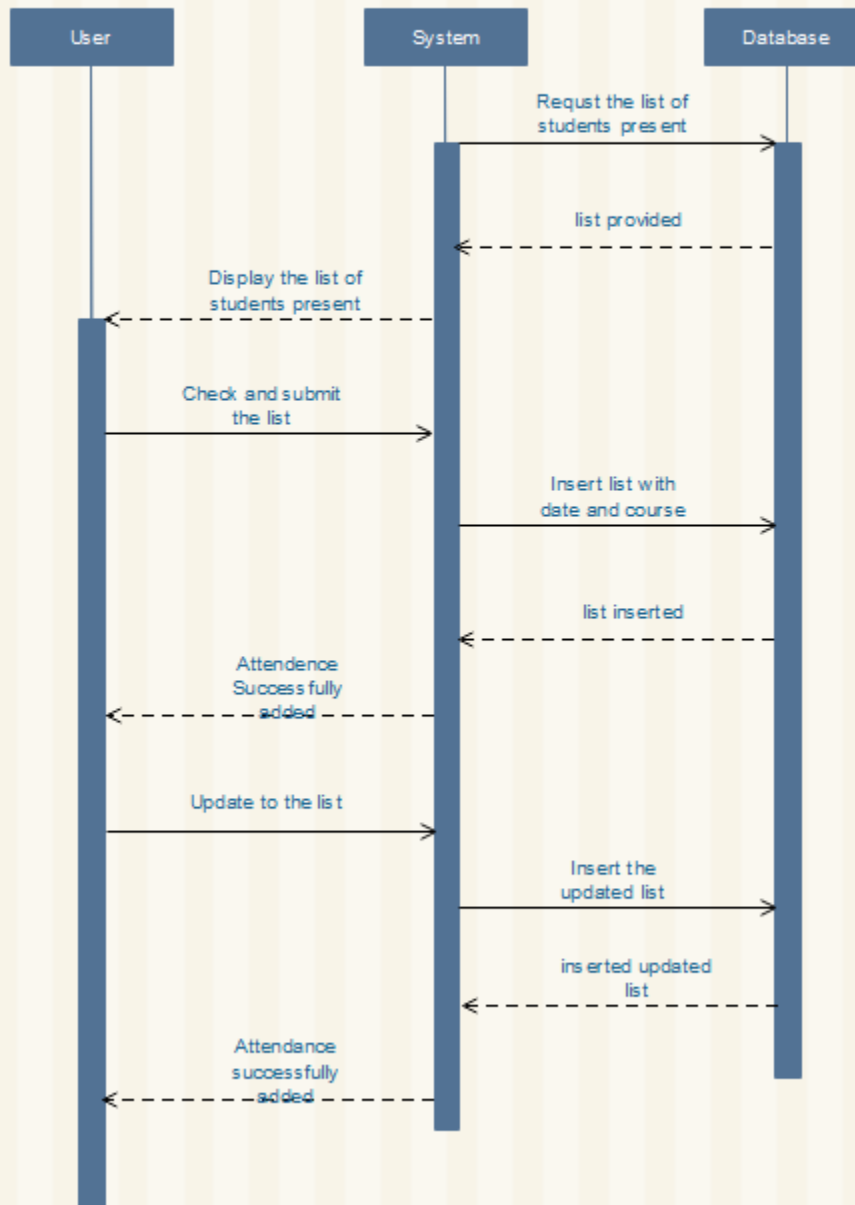 User
System
Database
Requst the list of
students present
list provided
Display the list of
students present
Check and submit
the list
Insert list with
date and course
list inserted
Attendence
Successfully
added
Update to the list
Insert the
updated list
inserted updated
list
Attendance
successfully
added